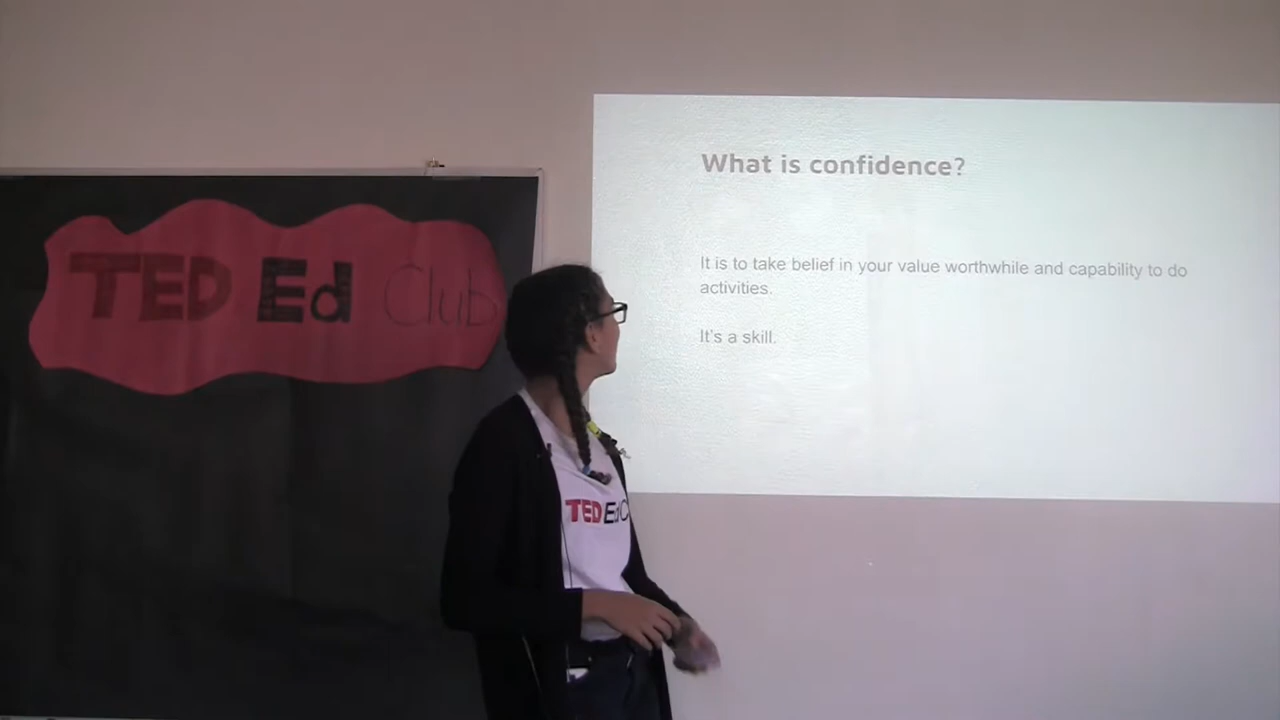 TED Ed Club
What is confidence?
It is to take belief in your value worthwhile and capability to do
activities.
It's a skill.
TEDEdC